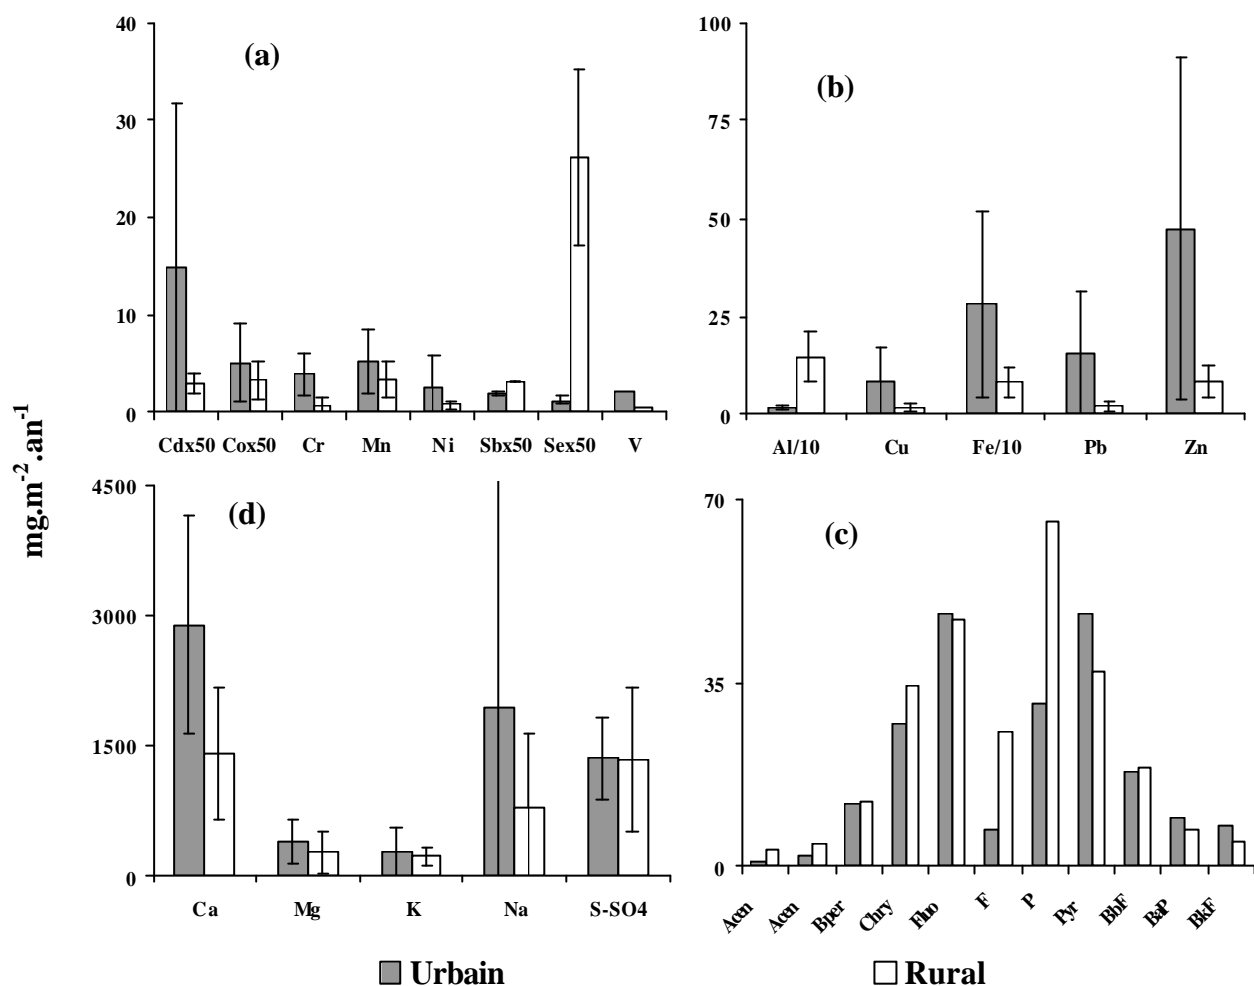 mg.m-2.an-1
(a)
40
30
20
10
0
Cdx50 Cox50 Cr Mn Ni Sbx50 Sex50 V
(b)
100
75
50
25
0
Al/10 Cu Fe/10 Pb Zn
(d)
4500
3000
1500
0
Ca Mg K Na S-SO4
(c)
70
35
0
Acen Acen Bper Chry Fluo F P Pyr BbF BaP BkF
Urbain Rural